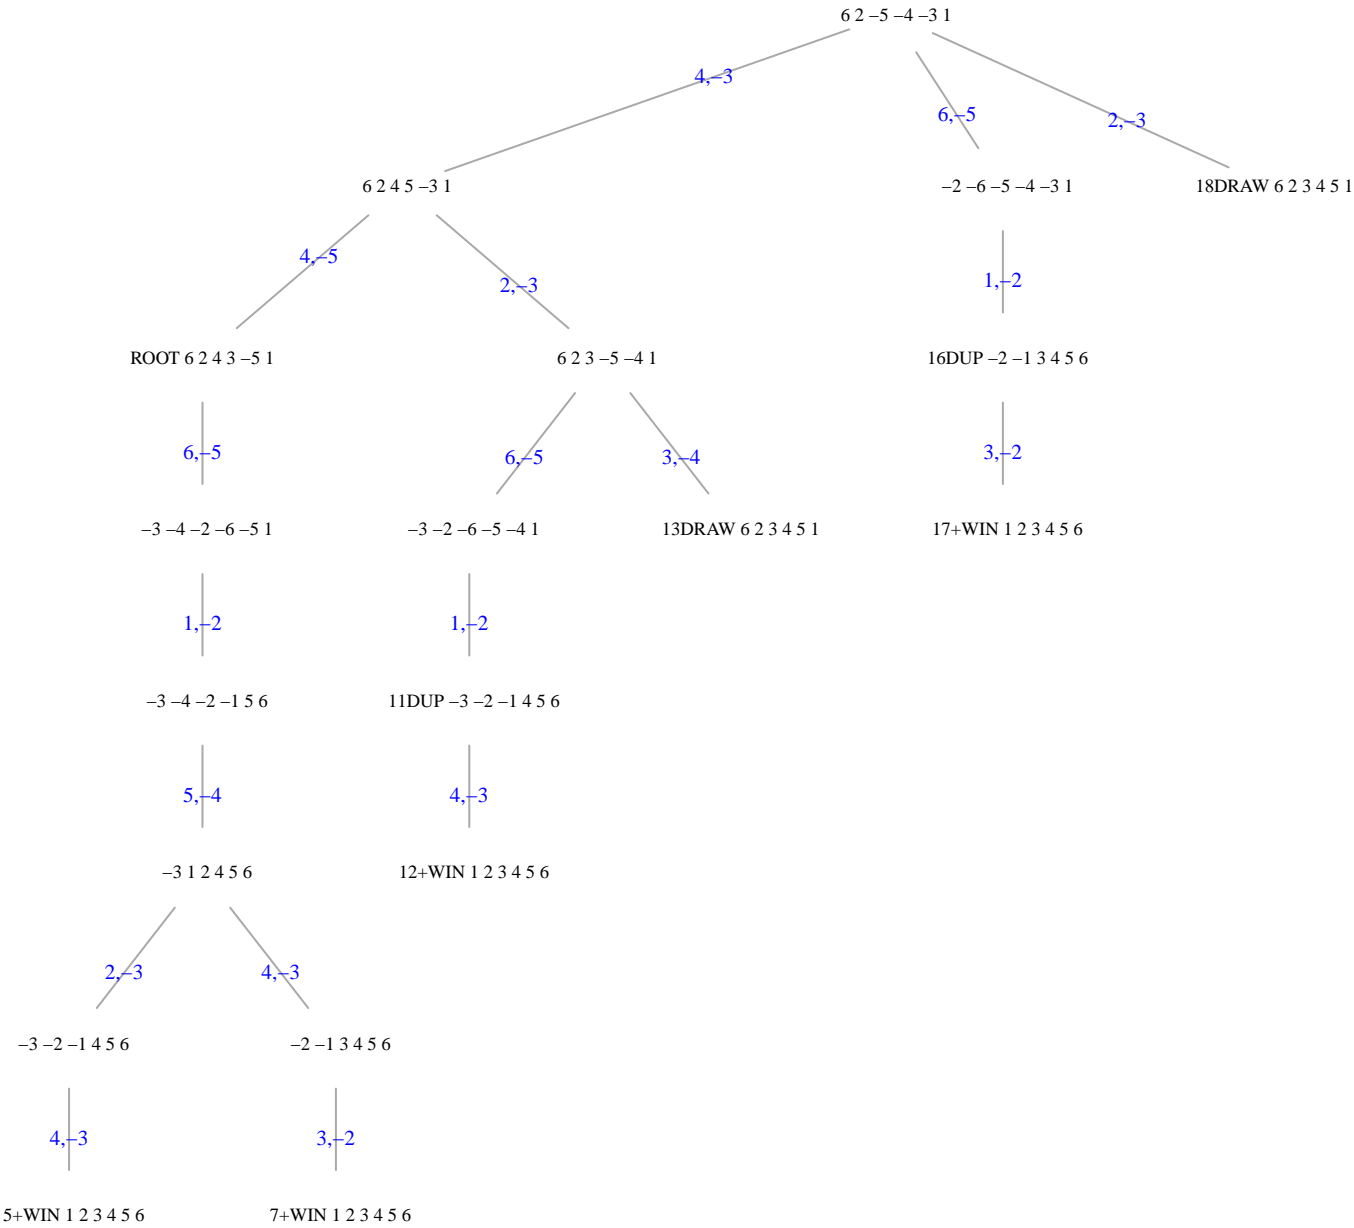 6 2 –5 –4 –3 1
4,–3
6,–5
2,–3
6 2 4 5 –3 1
–2 –6 –5 –4 –3 1
18DRAW 6 2 3 4 5 1
4,–5
2,–3
1,–2
ROOT 6 2 4 3 –5 1
6 2 3 –5 –4 1
16DUP –2 –1 3 4 5 6
6,–5
6,–5
3,–4
3,–2
–3 –4 –2 –6 –5 1
–3 –2 –6 –5 –4 1
13DRAW 6 2 3 4 5 1
17+WIN 1 2 3 4 5 6
1,–2
1,–2
–3 –4 –2 –1 5 6
11DUP –3 –2 –1 4 5 6
5,–4
4,–3
–3 1 2 4 5 6
12+WIN 1 2 3 4 5 6
2,–3
4,–3
–3 –2 –1 4 5 6
–2 –1 3 4 5 6
4,–3
3,–2
5+WIN 1 2 3 4 5 6
7+WIN 1 2 3 4 5 6